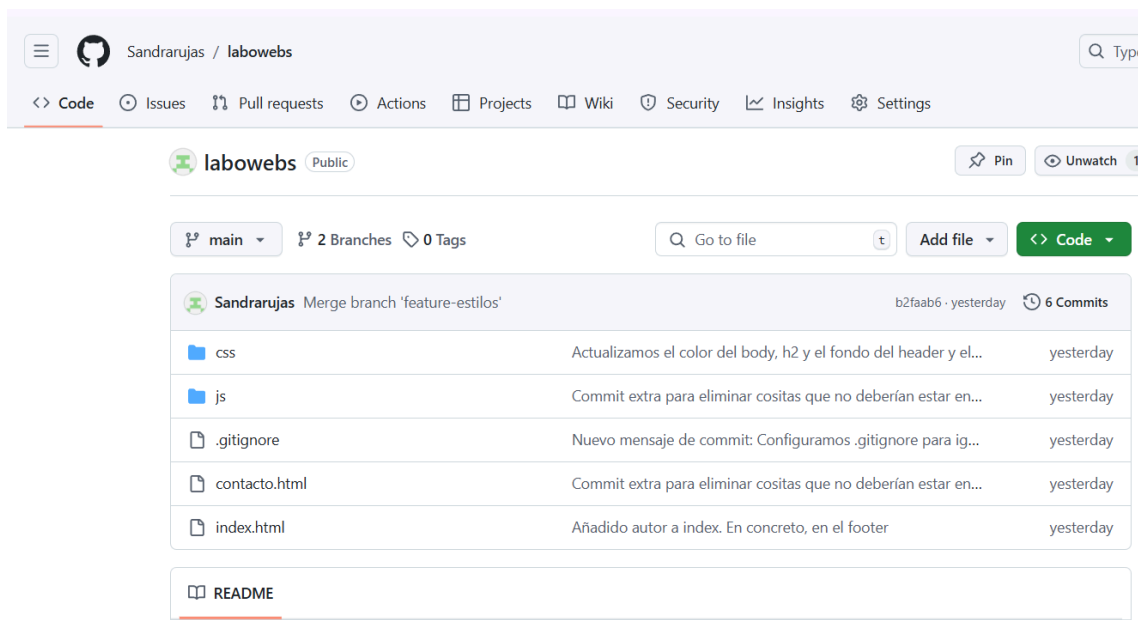 Sandrarujas / labowebs
Type
Code Issues Pull requests Actions Projects Wiki Security Insights Settings
labowebs Public
Pin Unwatch 1
main 2 Branches 0 Tags Go to file t Add file Code
Sandrarujas Merge branch 'feature-estilos' b2faab6 · yesterday 6 Commits
css Actualizamos el color del body, h2 y el fondo del header y el... yesterday
js Commit extra para eliminar cositas que no deberían estar en... yesterday
.gitignore Nuevo mensaje de commit: Configuramos .gitignore para ig... yesterday
contacto.html Commit extra para eliminar cositas que no deberían estar en... yesterday
index.html Añadido autor a index. En concreto, en el footer yesterday
README